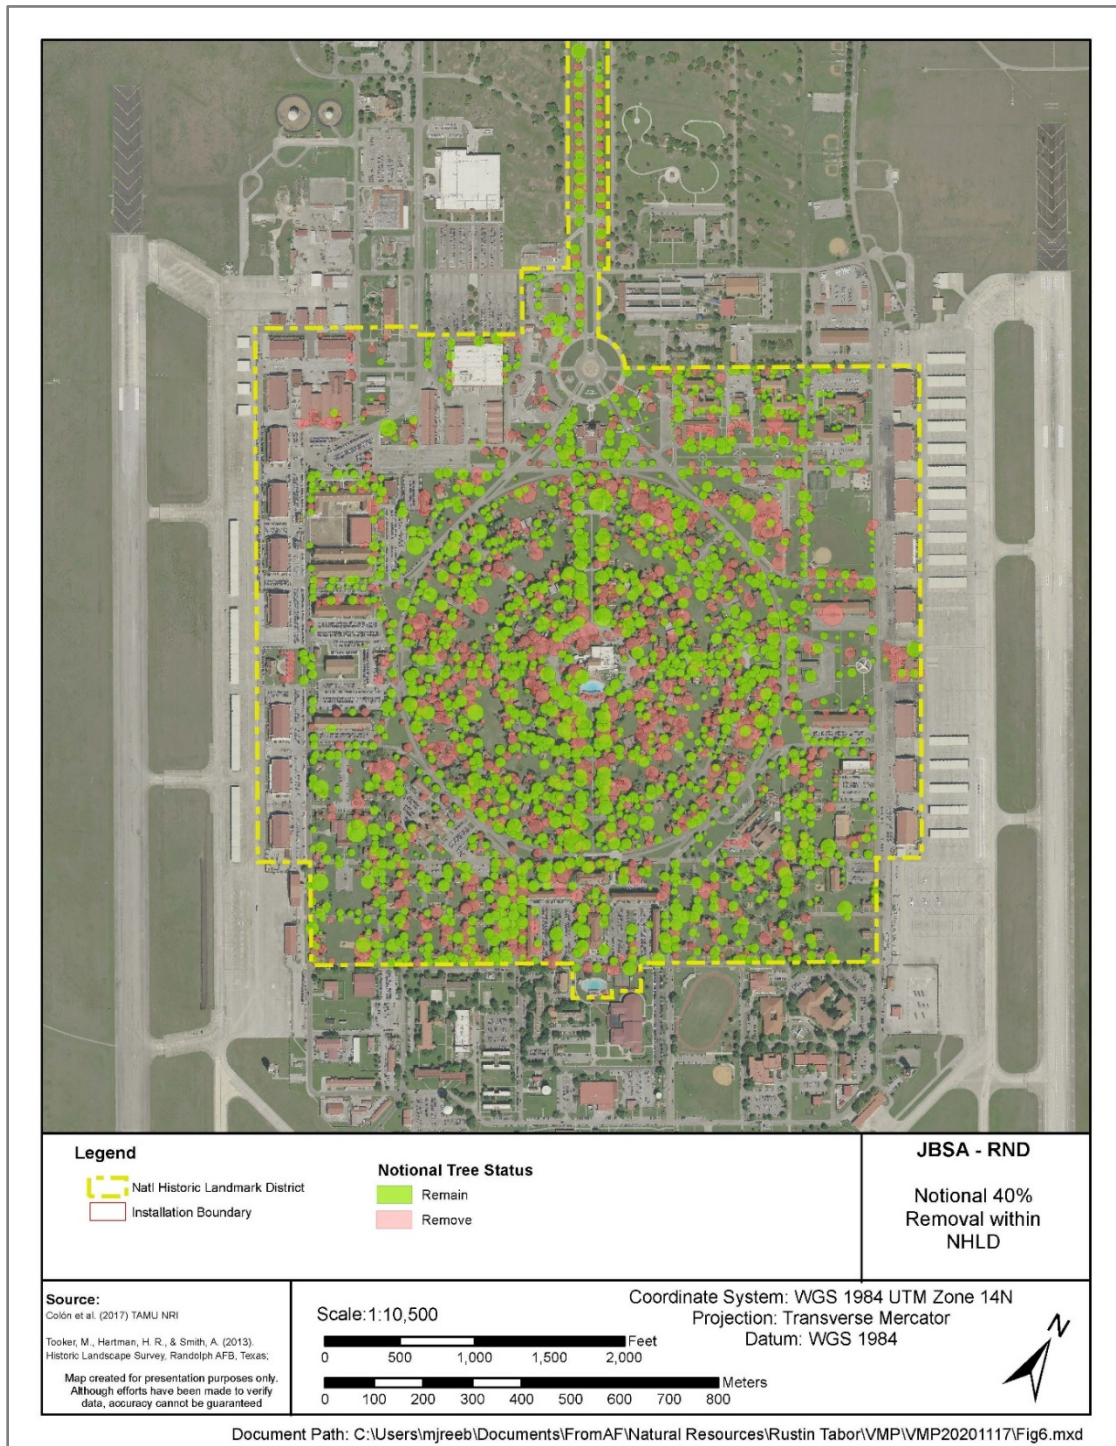 Legend
Natl Historic Landmark District
Installation Boundary
Notional Tree Status
Remain
Remove
JBSA - RND
Notional 40%
Removal within
NHLD
Source:
Colón et al. (2017) TAMU NRI
Tooker, M., Hartman, H. R., & Smith, A. (2013).
Historic Landscape Survey, Randolph AFB, Texas;
Map created for presentation purposes only.
Although efforts have been made to verify
data, accuracy cannot be guaranteed
Scale:1:10,500
Feet
0 500 1,000 1,500 2,000
Meters
0 100 200 300 400 500 600 700 800
Coordinate System: WGS 1984 UTM Zone 14N
Projection: Transverse Mercator
Datum: WGS 1984
N
Document Path: C:\Users\mjreeb\Documents\FromAF\Natural Resources\Rustin Tabor\VMP\VMP20201117\Fig6.mxd